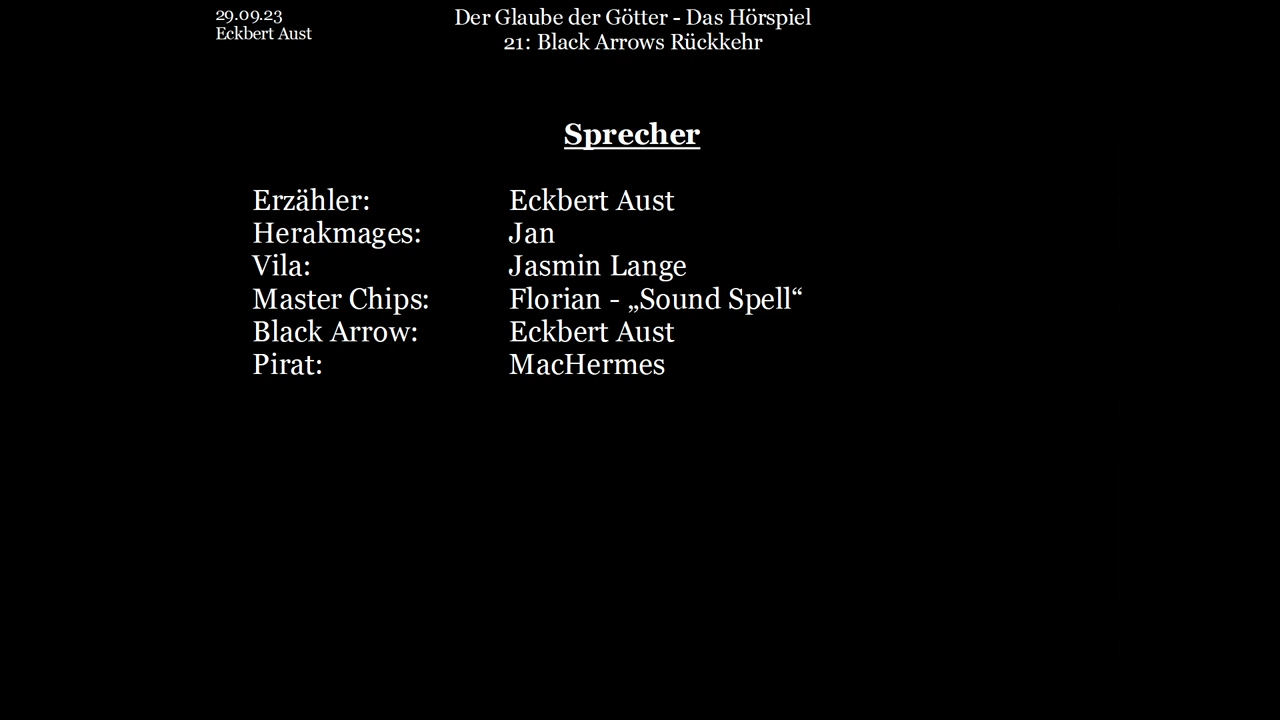 29.09.23
Eckbert Aust
Der Glaube der Götter - Das Hörspiel
21: Black Arrows Rückkehr
Sprecher
Erzähler: Eckbert Aust
Herakmages: Jan
Vila: Jasmin Lange
Master Chips: Florian - „Sound Spell“
Black Arrow: Eckbert Aust
Pirat: MacHermes